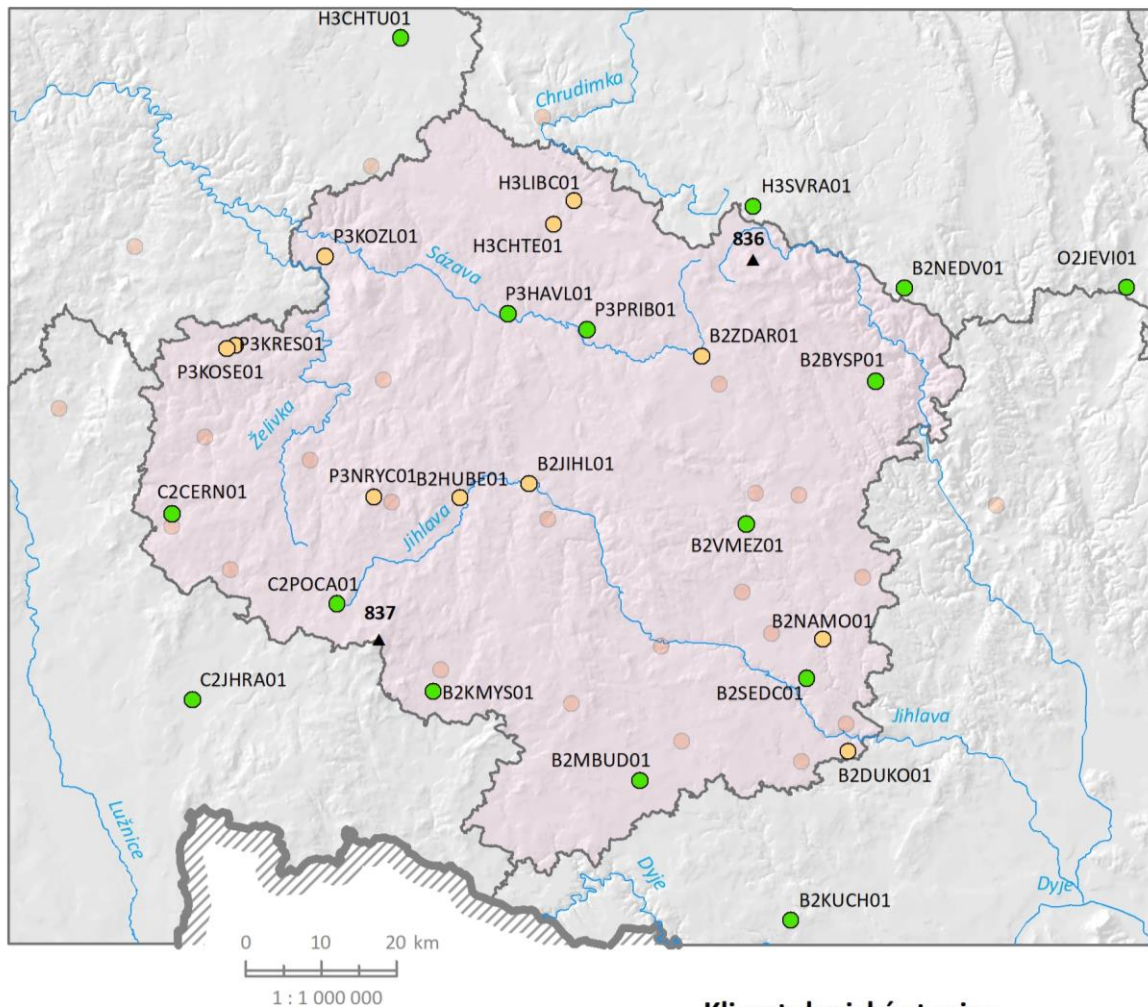 H3CHTU01
Chrudimka
H3LIBC01
H3SVRA01
H3CHTE01
836
P3KOZL01
Sázava
B2NEDV01
O2JEVI01
P3HAVL01
P3PRIB01
B2ZDAR01
P3KRES01
B2BYSP01
P3KOSE01
Želivka
B2JIHL01
P3NRYC01
B2HUBE01
C2CERN01
Jihlava
B2VMEZ01
C2POCA01
837
B2NAMO01
C2JHRA01
B2KMYS01
B2SEDC01
Jihlava
B2MBUD01
B2DUKO01
Lužnice
Dyje
Dyje
B2KUCH01
0 10 20 km
1 : 1 000 000